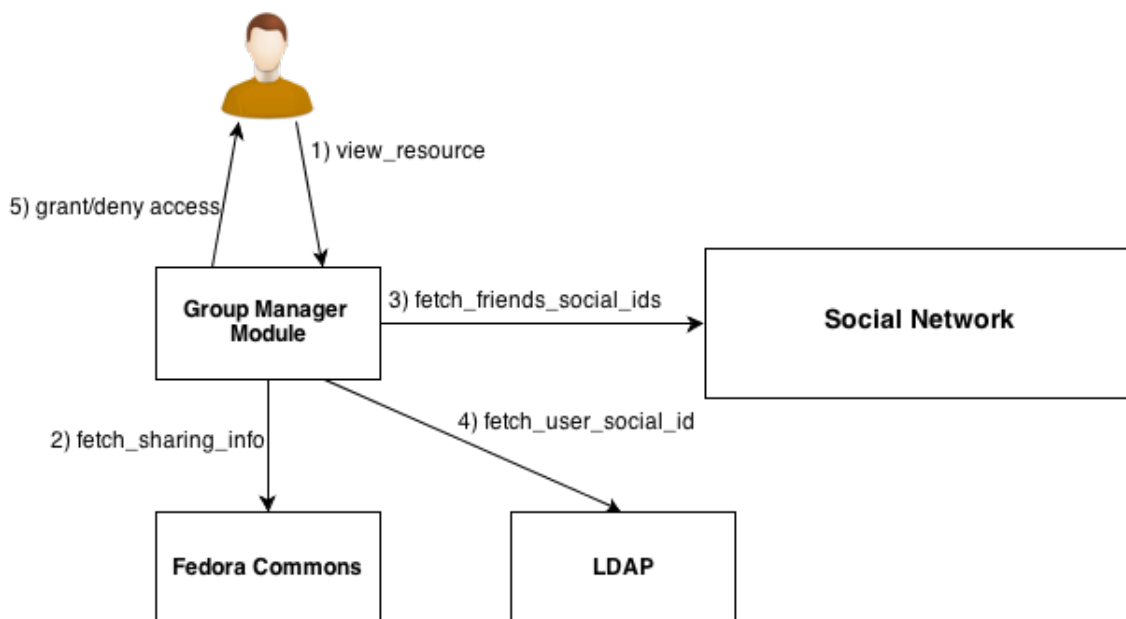 1) view_resource
5) grant/deny access
Group Manager
Module
3) fetch_friends_social_ids
Social Network
2) fetch_sharing_info
4) fetch_user_social_id
Fedora Commons
LDAP